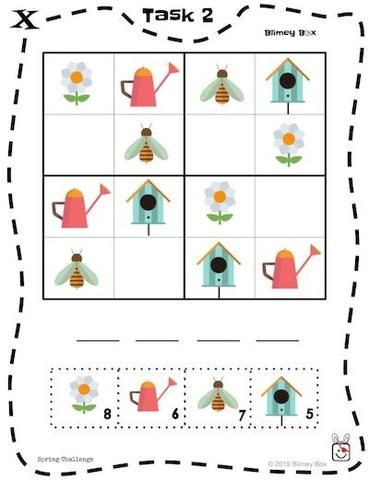 X
Task 2
Blimey Box
8 6 7 5
Spring Challenge
© 2019 Blimey Box